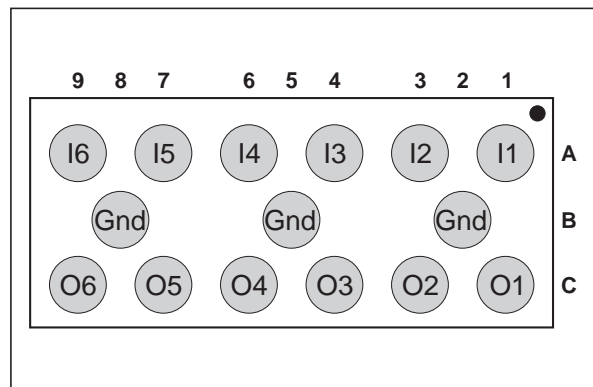 9 8 7 6 5 4 3 2 1
I6 I5 I4 I3 I2 I1 A
Gnd Gnd Gnd B
O6 O5 O4 O3 O2 O1 C